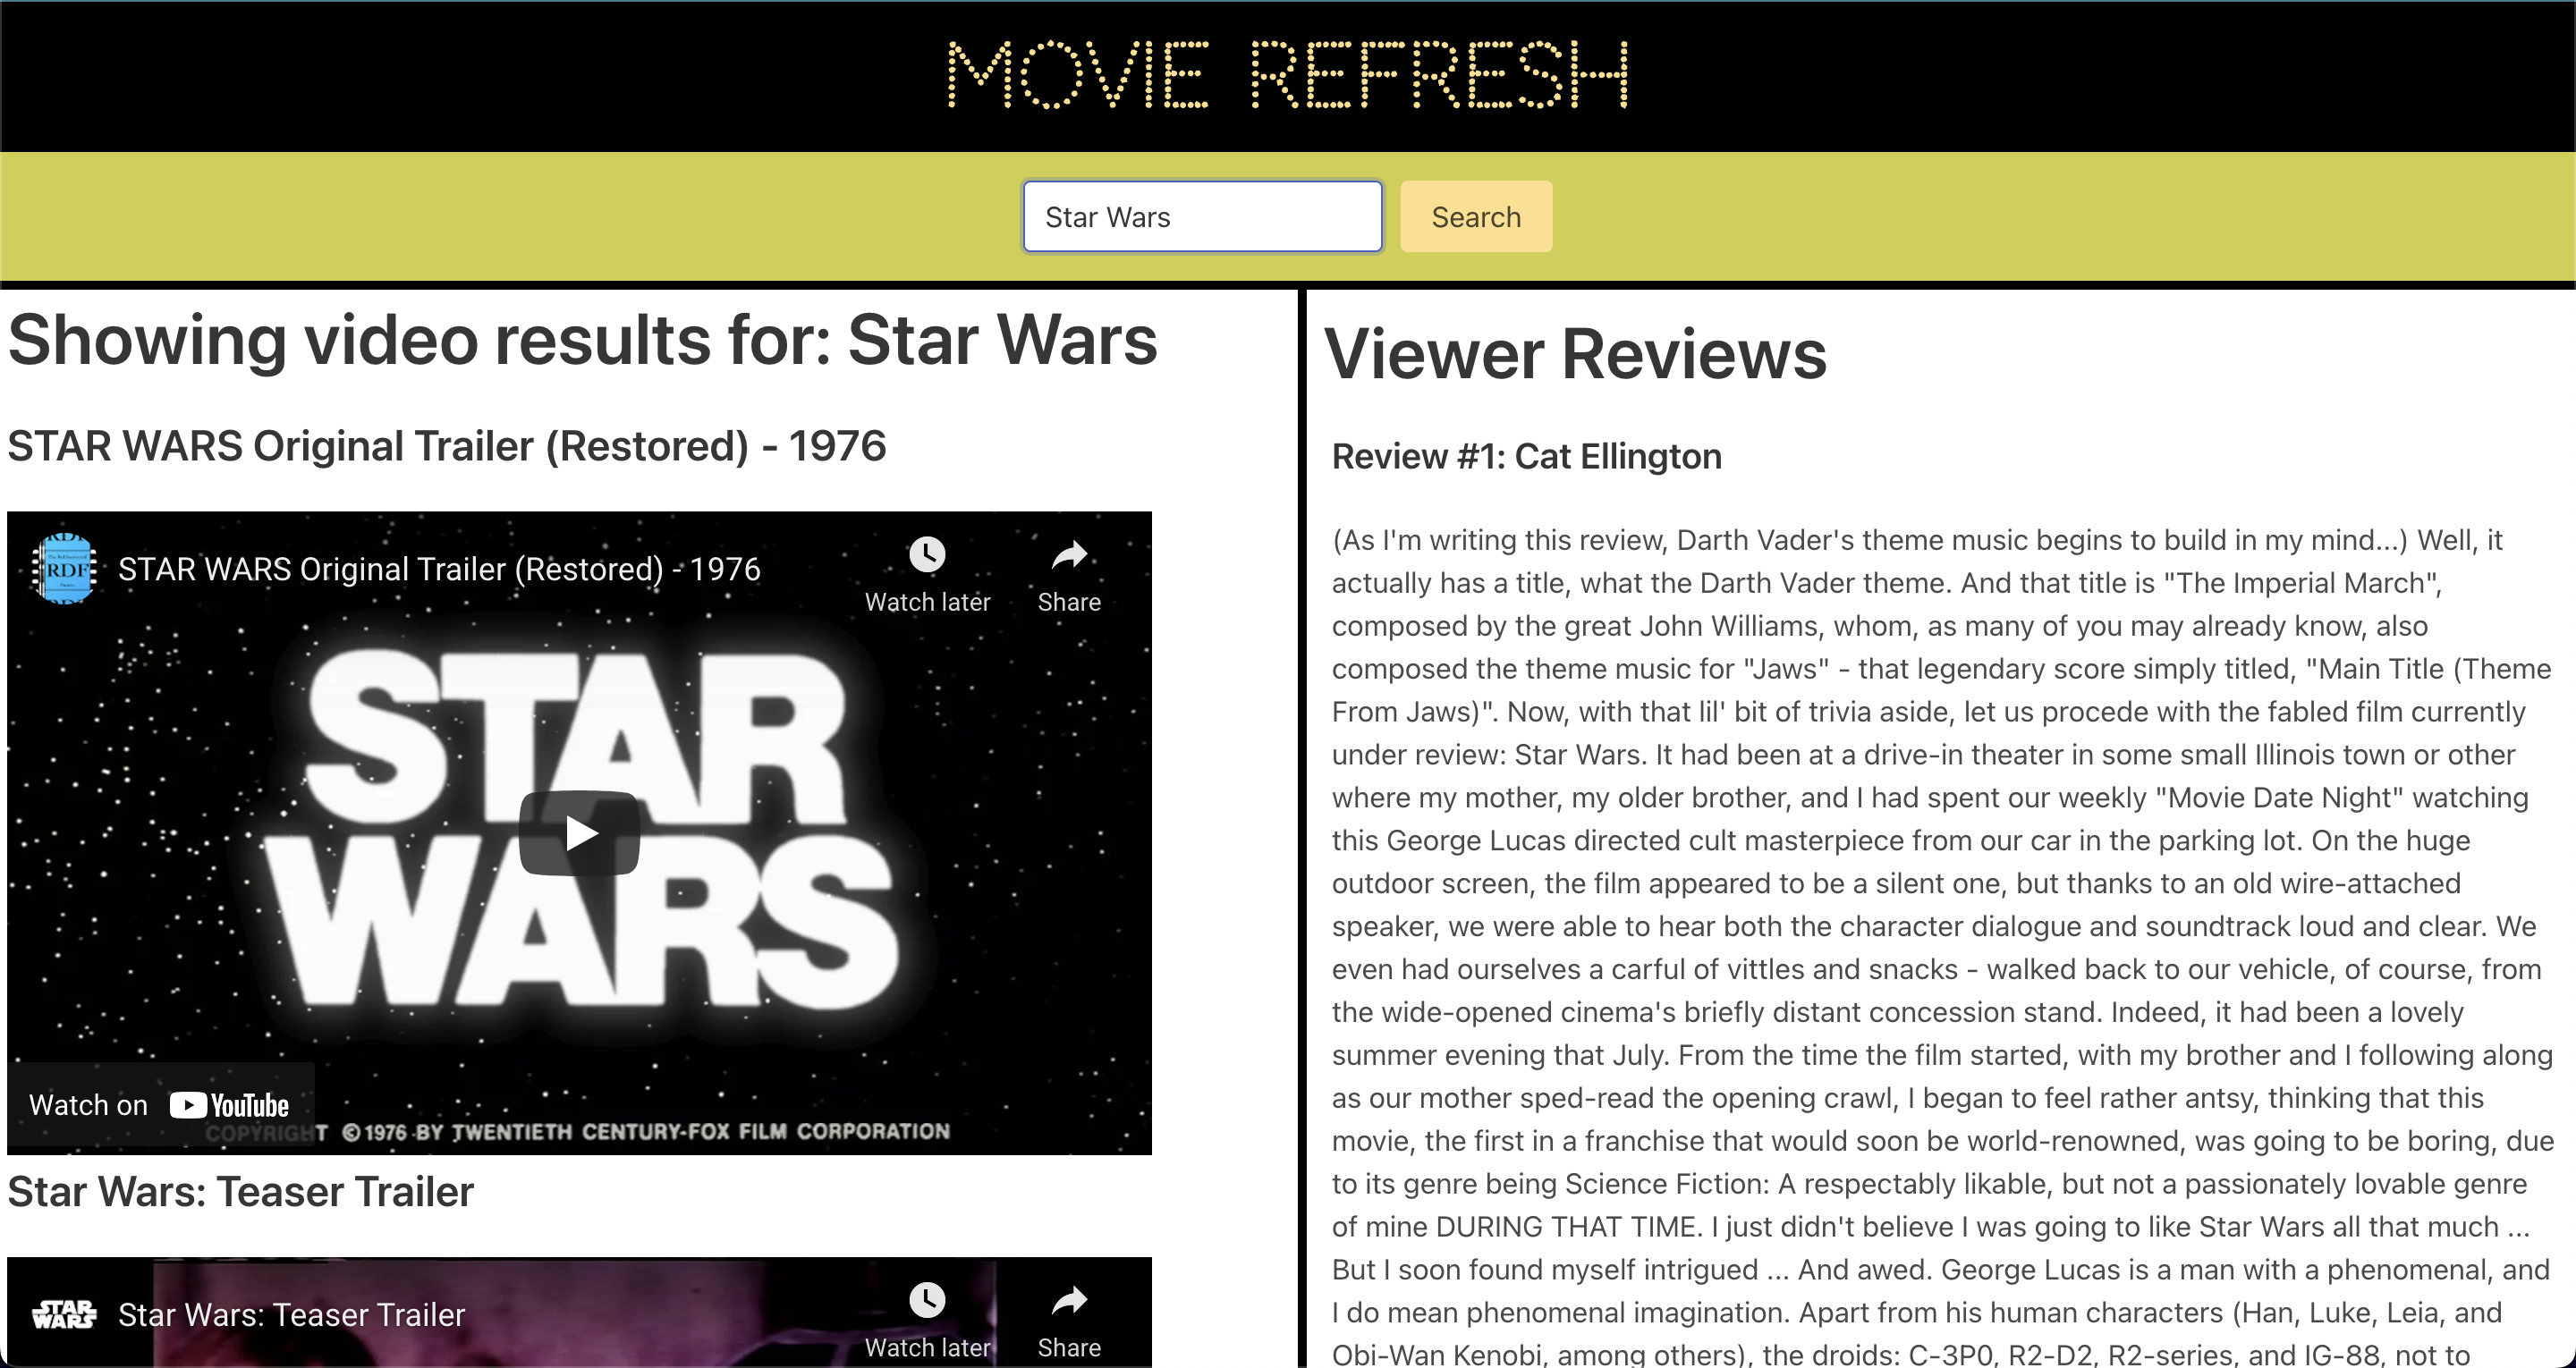 MOVIE REFRESH
Star Wars
Search
Showing video results for: Star Wars
STAR WARS Original Trailer (Restored) - 1976
RDF
STAR WARS Original Trailer (Restored) - 1976
Watch later
Share
STAR
WARS
Watch on YouTube
COPYRIGHT © 1976 BY TWENTIETH CENTURY-FOX FILM CORPORATION
Star Wars: Teaser Trailer
STAR
WARS
Star Wars: Teaser Trailer
Watch later
Share
Viewer Reviews
Review #1: Cat Ellington
(As I'm writing this review, Darth Vader's theme music begins to build in my mind...) Well, it
actually has a title, what the Darth Vader theme. And that title is "The Imperial March",
composed by the great John Williams, whom, as many of you may already know, also
composed the theme music for "Jaws" - that legendary score simply titled, "Main Title (Theme
From Jaws)". Now, with that lil' bit of trivia aside, let us procede with the fabled film currently
under review: Star Wars. It had been at a drive-in theater in some small Illinois town or other
where my mother, my older brother, and I had spent our weekly "Movie Date Night" watching
this George Lucas directed cult masterpiece from our car in the parking lot. On the huge
outdoor screen, the film appeared to be a silent one, but thanks to an old wire-attached
speaker, we were able to hear both the character dialogue and soundtrack loud and clear. We
even had ourselves a carful of vittles and snacks - walked back to our vehicle, of course, from
the wide-opened cinema's briefly distant concession stand. Indeed, it had been a lovely
summer evening that July. From the time the film started, with my brother and I following along
as our mother sped-read the opening crawl, I began to feel rather antsy, thinking that this
movie, the first in a franchise that would soon be world-renowned, was going to be boring, due
to its genre being Science Fiction: A respectably likable, but not a passionately lovable genre
of mine DURING THAT TIME. I just didn't believe I was going to like Star Wars all that much ...
But I soon found myself intrigued ... And awed. George Lucas is a man with a phenomenal, and
I do mean phenomenal imagination. Apart from his human characters (Han, Luke, Leia, and
Obi-Wan Kenobi, among others), the droids: C-3P0, R2-D2, R2-series, and IG-88, not to